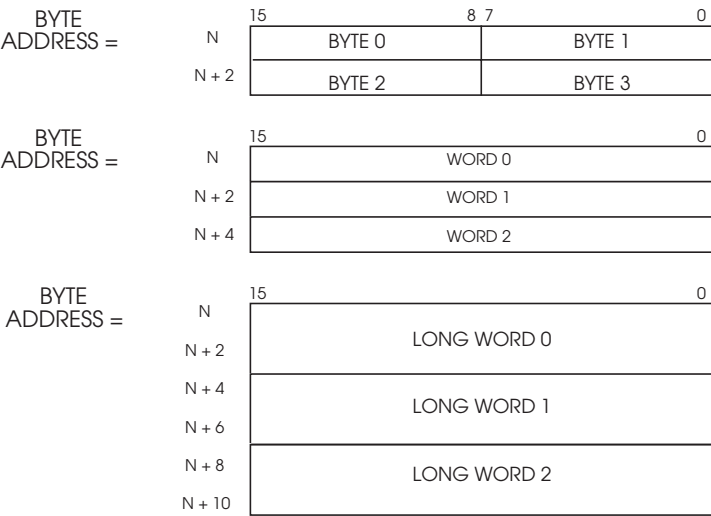 BYTE
ADDRESS =
15 8 7 0
N BYTE 0 BYTE 1
N + 2 BYTE 2 BYTE 3
BYTE
ADDRESS =
15 0
N WORD 0
N + 2 WORD 1
N + 4 WORD 2
BYTE
ADDRESS =
15 0
N
LONG WORD 0
N + 2
N + 4
LONG WORD 1
N + 6
N + 8
LONG WORD 2
N + 10